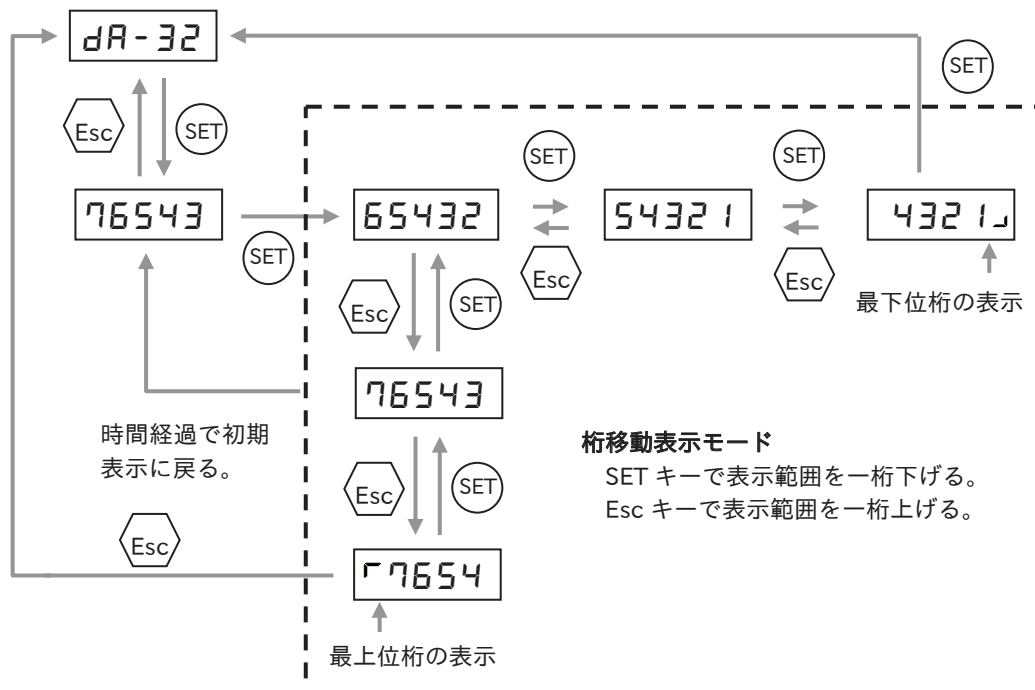 dA-32
SET
Esc
SET
SET
SET
76543
65432
54321
4321┘
SET
Esc
Esc
Esc
SET
最下位桁の表示
76543
時間経過で初期
表示に戻る。
桁移動表示モード
SET キーで表示範囲を一桁下げる。
Esc キーで表示範囲を一桁上げる。
Esc
SET
Esc
┌7654
最上位桁の表示